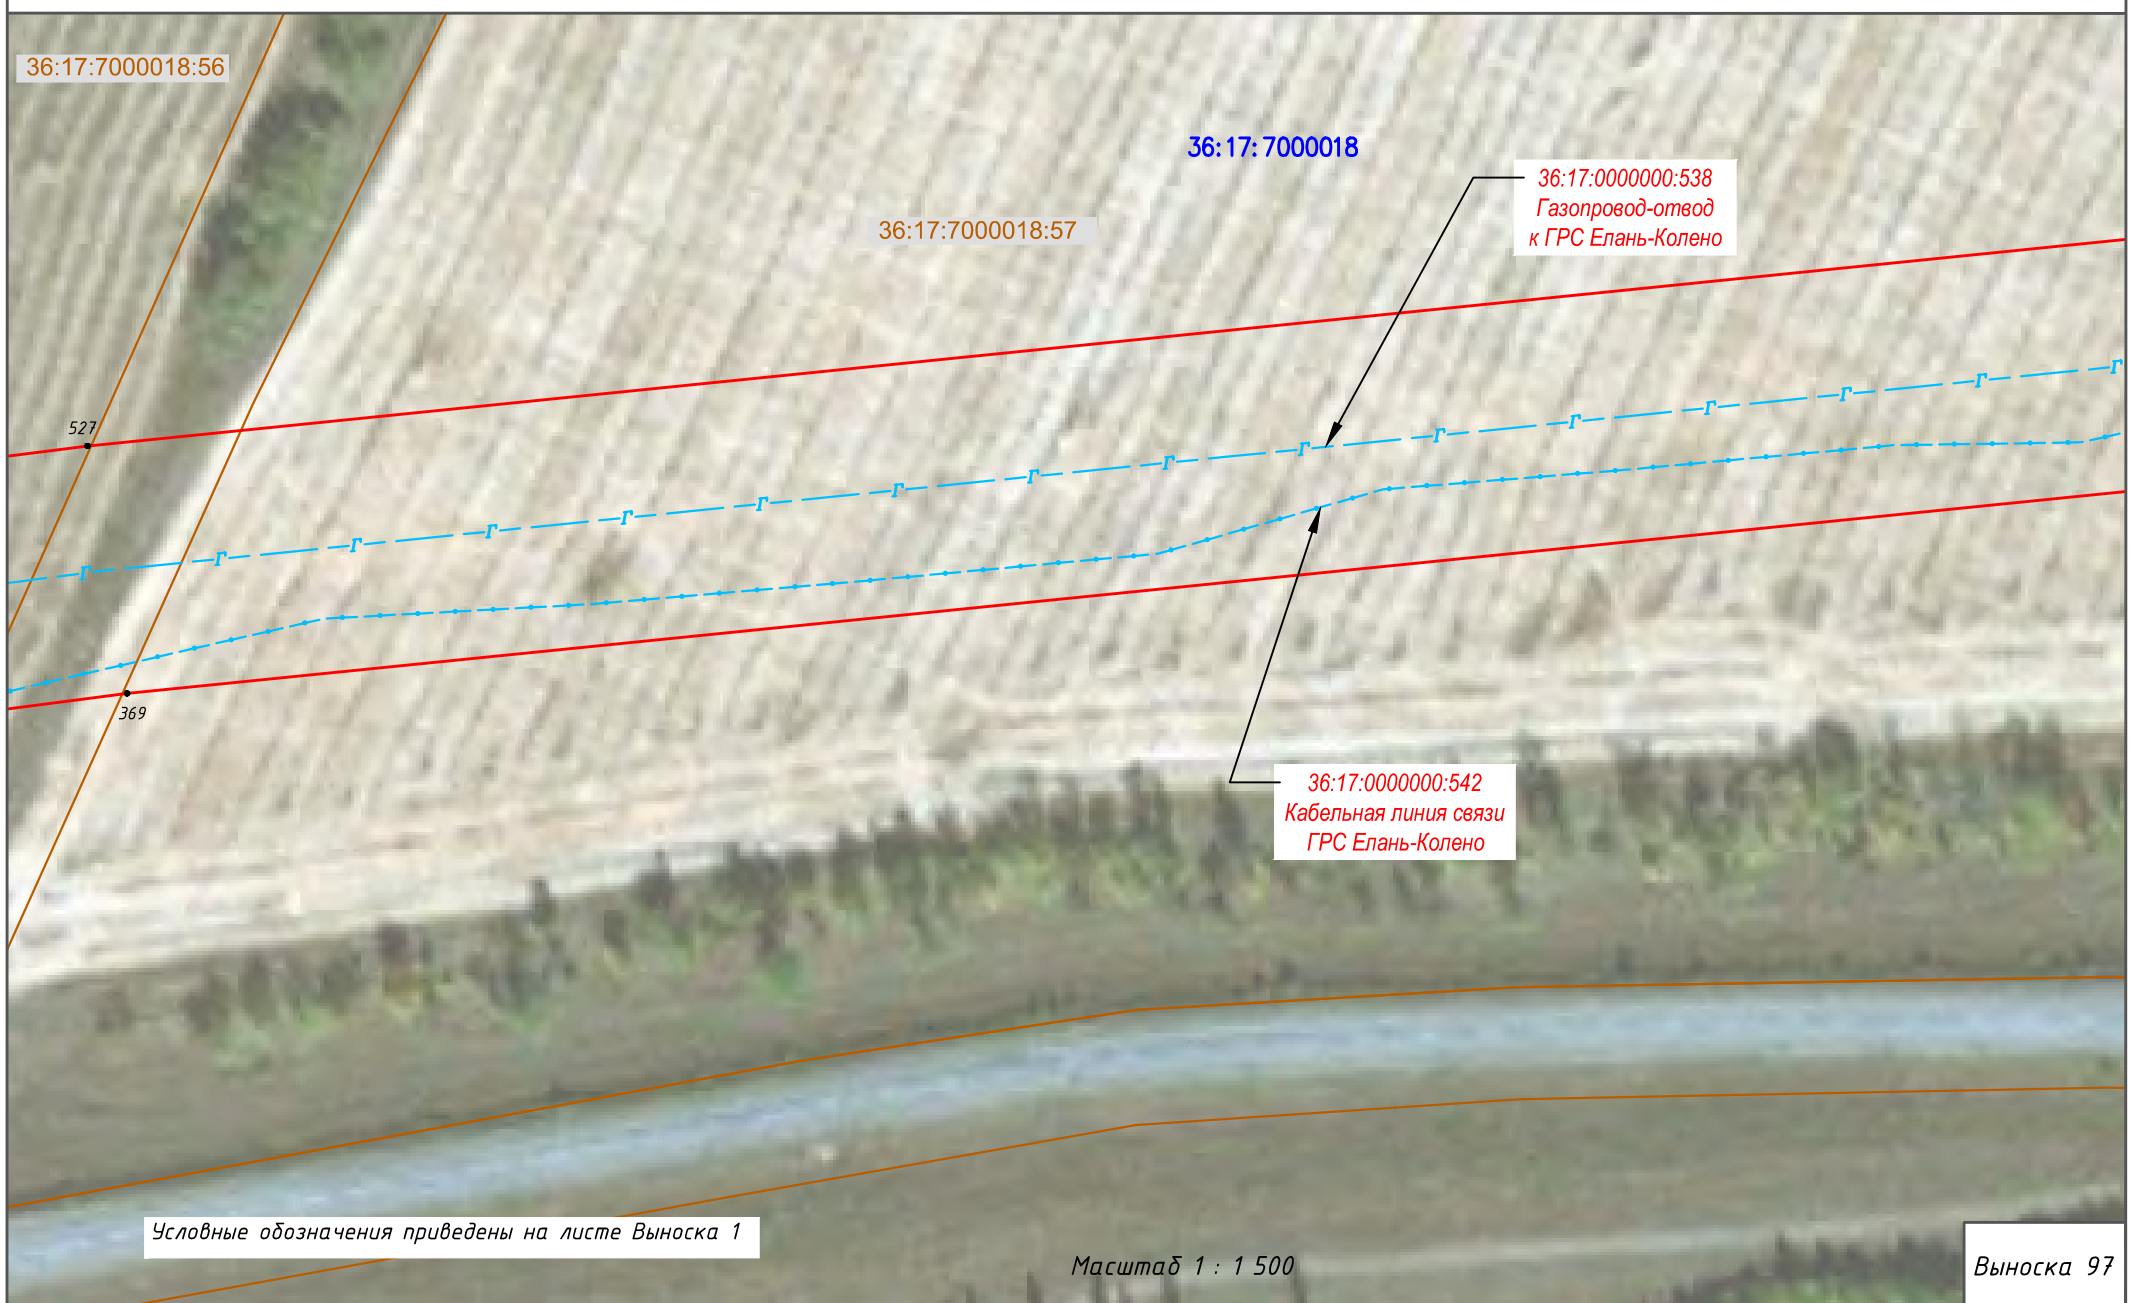 36:17:7000018:56
36:17:7000018
36:17:0000000:538
Газопровод-отвод
к ГРС Елань-Колено
36:17:7000018:57
Г Г Г Г Г Г Г Г Г Г Г Г Г Г Г Г
527
369
36:17:0000000:542
Кабельная линия связи
ГРС Елань-Колено
Условные обозначения приведены на листе Выноска 1
Масштаб 1 : 1 500
Выноска 97